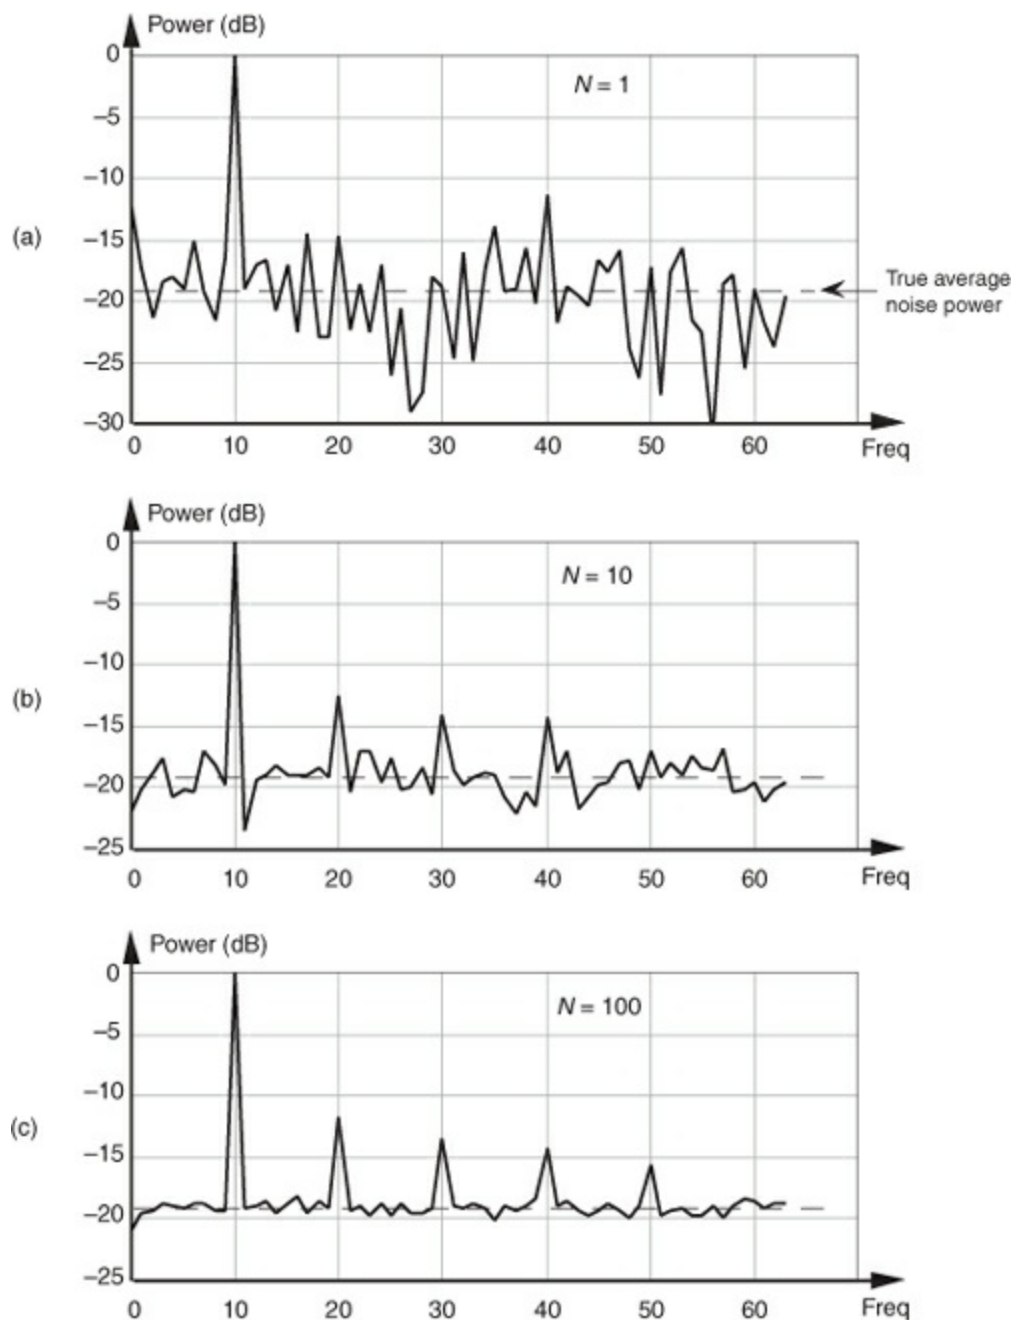 Power (dB)
0
N = 1
–5
–10
(a)
–15
True average
noise power
–20
–25
–30
0 10 20 30 40 50 60 Freq
Power (dB)
0
N = 10
–5
–10
(b)
–15
–20
–25
0 10 20 30 40 50 60 Freq
Power (dB)
0
N = 100
–5
–10
(c)
–15
–20
–25
0 10 20 30 40 50 60 Freq